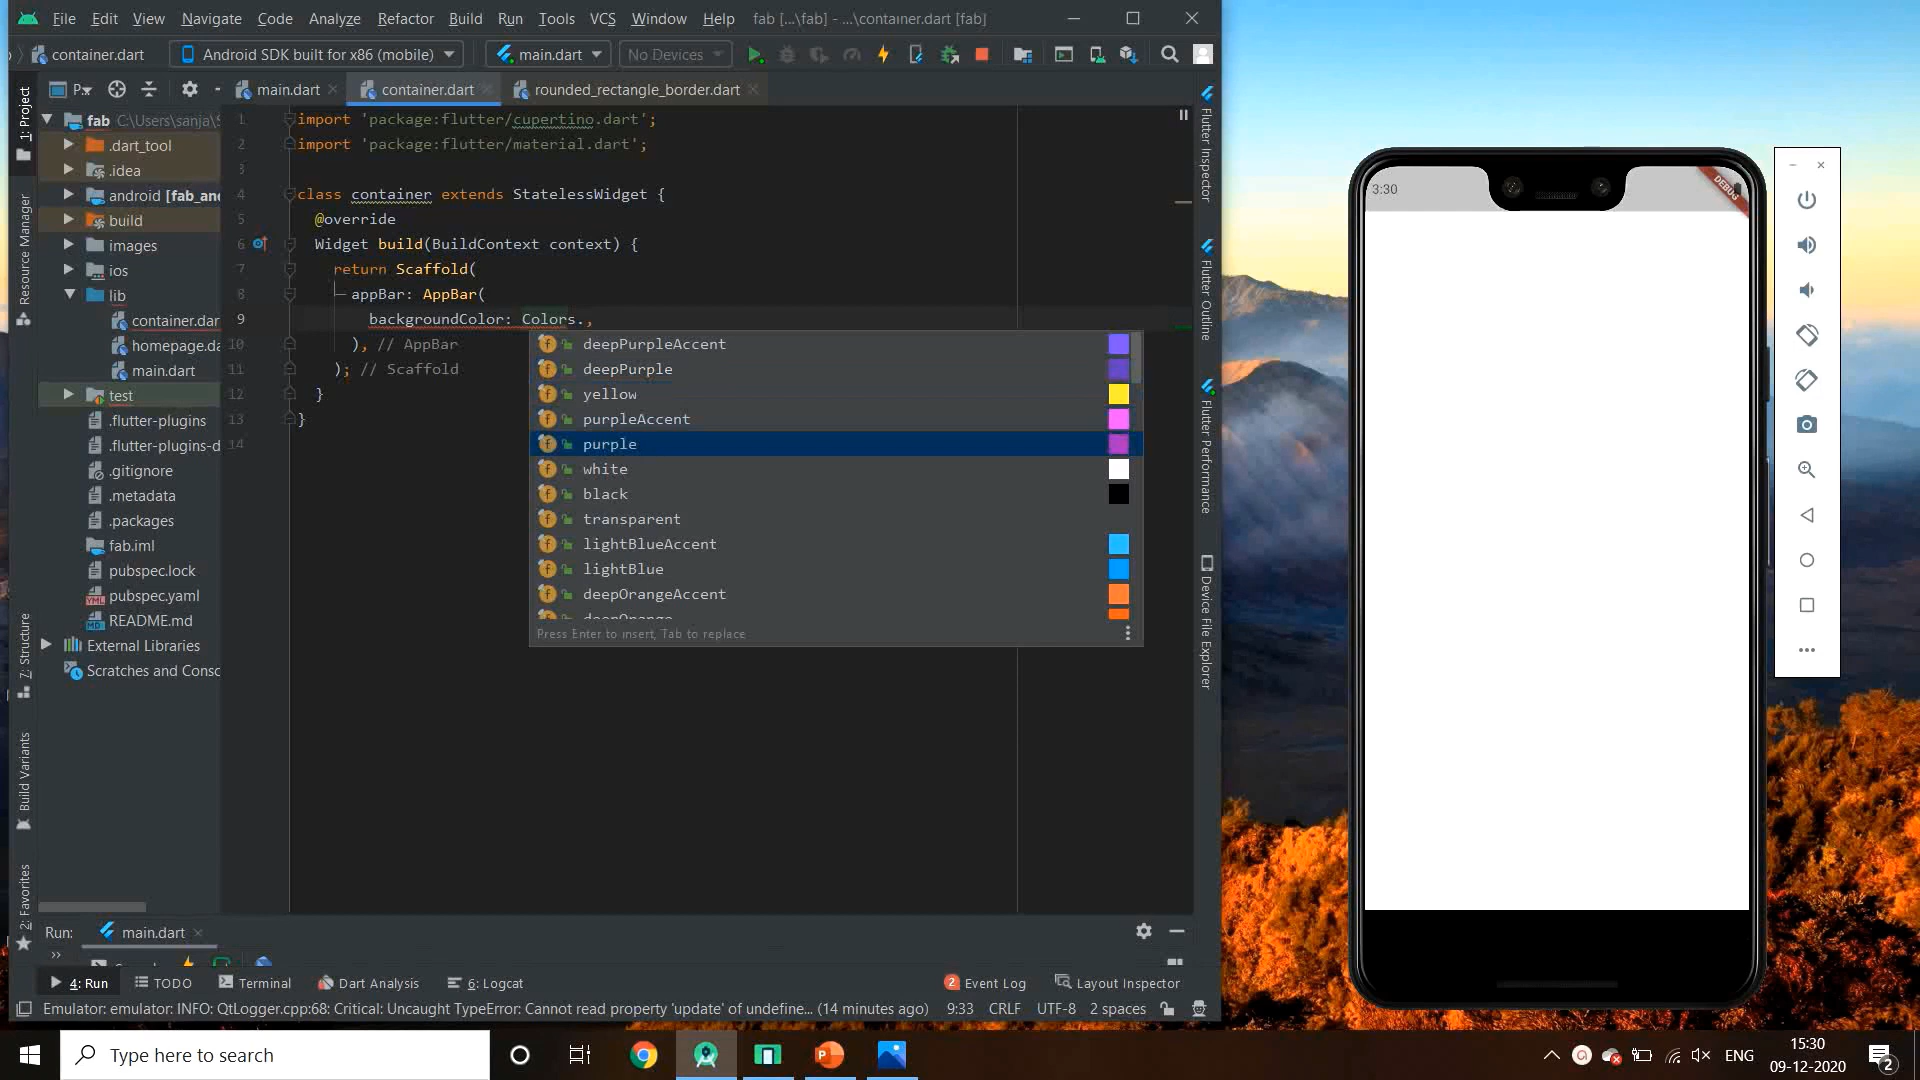 File Edit View Navigate Code Analyze Refactor Build Run Tools VCS Window Help fab [...\fab] - ...\container.dart [fab]
container.dart Android SDK built for x86 (mobile) main.dart No Devices
1: Project
Resource Manager
7: Structure
Build Variants
2: Favorites
P
main.dart
container.dart
rounded_rectangle_border.dart
fab C:\Users\sanja\S
.dart_tool
.idea
android [fab_and
build
images
ios
lib
container.dar
homepage.da
main.dart
test
.flutter-plugins
.flutter-plugins-d
.gitignore
.metadata
.packages
fab.iml
pubspec.lock
pubspec.yaml
README.md
External Libraries
Scratches and Consc
1 import 'package:flutter/cupertino.dart';
2 import 'package:flutter/material.dart';
3
4 class container extends StatelessWidget {
5 @override
6 Widget build(BuildContext context) {
7 return Scaffold(
8 appBar: AppBar(
9 backgroundColor: Colors.,
10 ), // AppBar
11 ); // Scaffold
12 }
13 }
14
deepPurpleAccent
deepPurple
yellow
purpleAccent
purple
white
black
transparent
lightBlueAccent
lightBlue
deepOrangeAccent
deepOrange
Press Enter to insert, Tab to replace
Flutter Inspector
Flutter Outline
Flutter Performance
Device File Explorer
Run: main.dart
4: Run TODO Terminal Dart Analysis 6: Logcat 2 Event Log Layout Inspector
Emulator: emulator: INFO: QtLogger.cpp:68: Critical: Uncaught TypeError: Cannot read property 'update' of undefine... (14 minutes ago) 9:33 CRLF UTF-8 2 spaces
3:30
DEBUG
Type here to search
ENG
15:30
09-12-2020
2